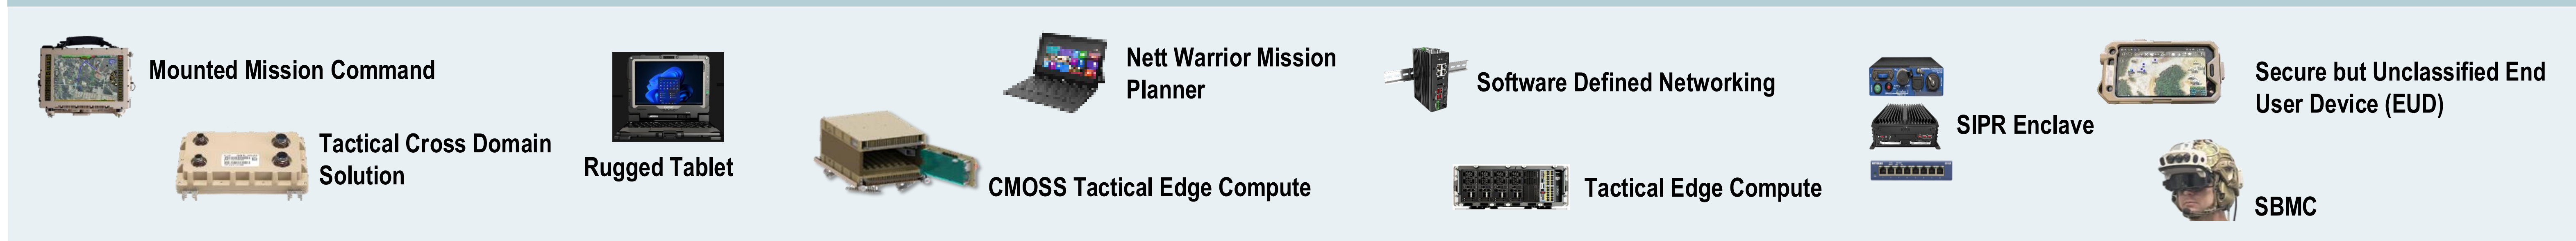 Mounted Mission Command
Tactical Cross Domain
Solution
Rugged Tablet
CMOSS Tactical Edge Compute
Nett Warrior Mission
Planner
Software Defined Networking
Tactical Edge Compute
SIPR Enclave
Secure but Unclassified End
User Device (EUD)
SBMC